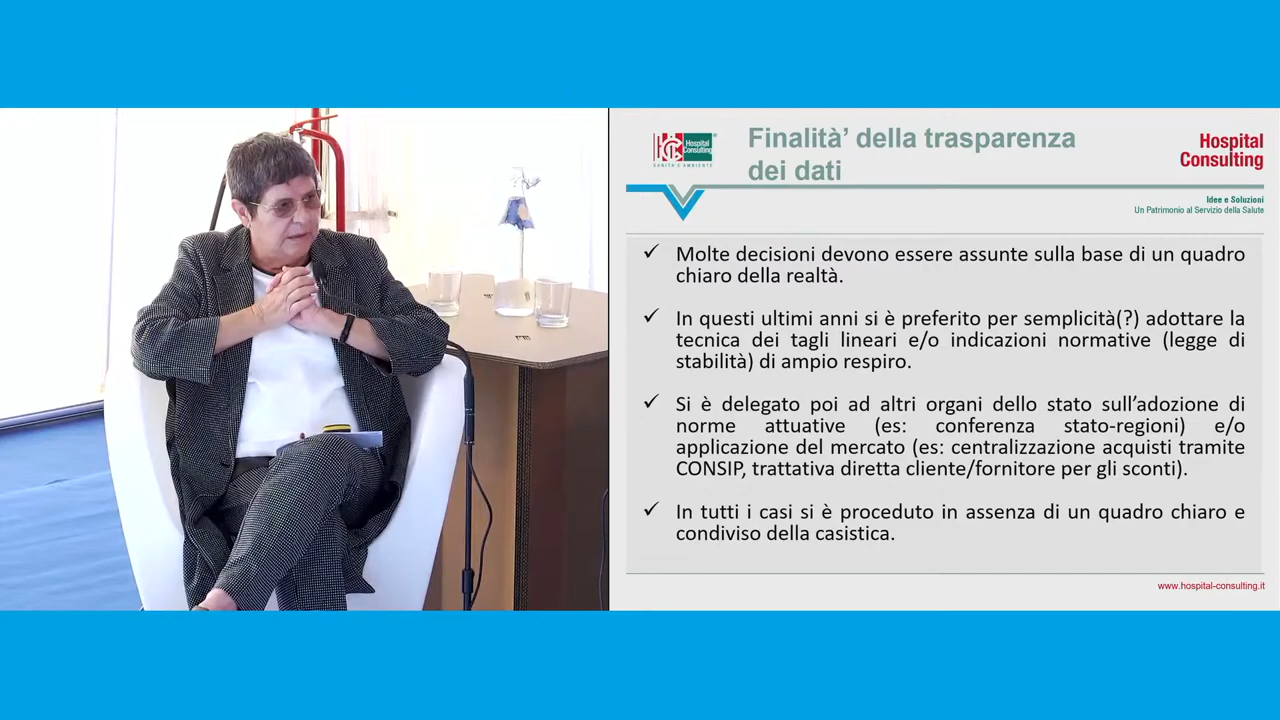 Hospital
Consulting
SANITÀ E AMBIENTE
Finalità’ della trasparenza
dei dati
Hospital
Consulting
Idee e Soluzioni
Un Patrimonio al Servizio della Salute
✓ Molte decisioni devono essere assunte sulla base di un quadro
chiaro della realtà.
✓ In questi ultimi anni si è preferito per semplicità(?) adottare la
tecnica dei tagli lineari e/o indicazioni normative (legge di
stabilità) di ampio respiro.
✓ Si è delegato poi ad altri organi dello stato sull’adozione di
norme attuative (es: conferenza stato-regioni) e/o
applicazione del mercato (es: centralizzazione acquisti tramite
CONSIP, trattativa diretta cliente/fornitore per gli sconti).
✓ In tutti i casi si è proceduto in assenza di un quadro chiaro e
condiviso della casistica.
www.hospital-consulting.it